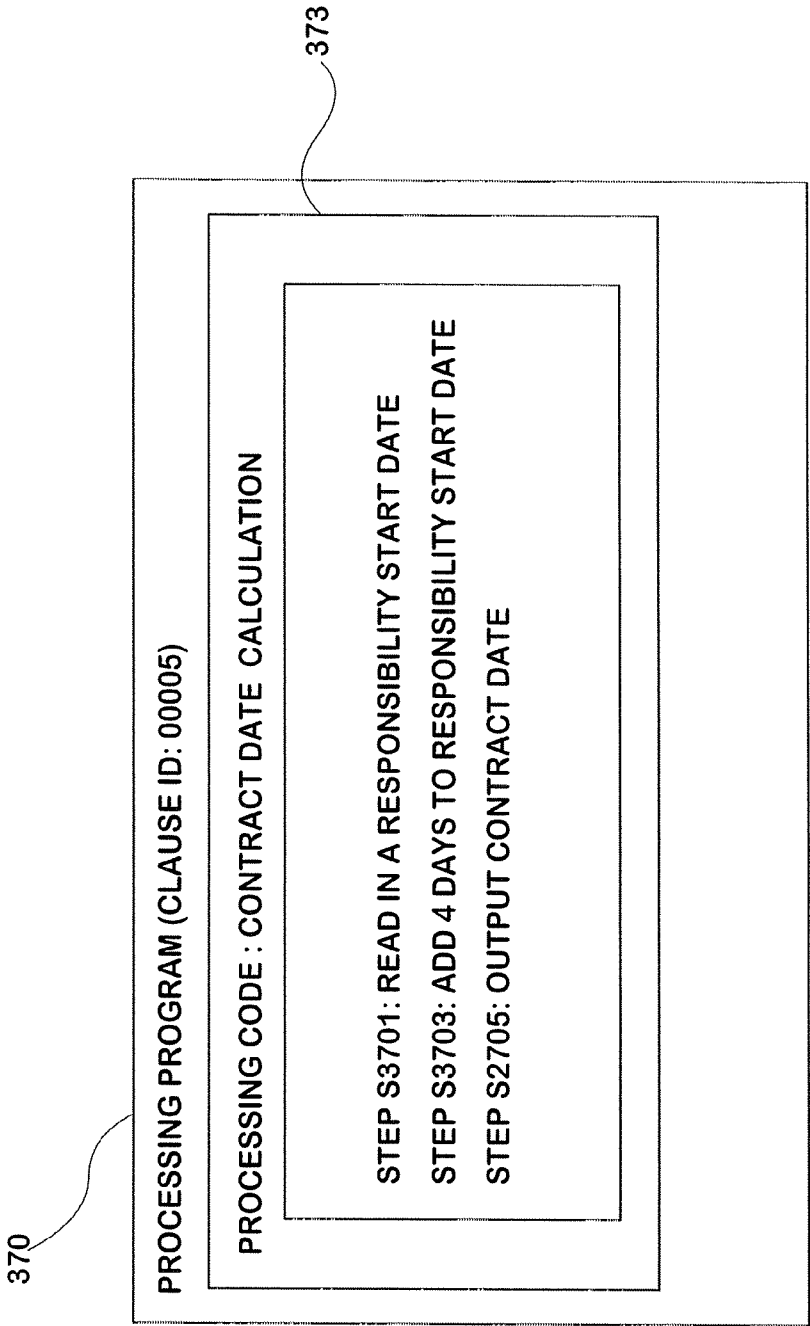 370
PROCESSING PROGRAM (CLAUSE ID: 00005)
373
PROCESSING CODE : CONTRACT DATE CALCULATION
STEP S3701: READ IN A RESPONSIBILITY START DATE
STEP S3703: ADD 4 DAYS TO RESPONSIBILITY START DATE
STEP S2705: OUTPUT CONTRACT DATE